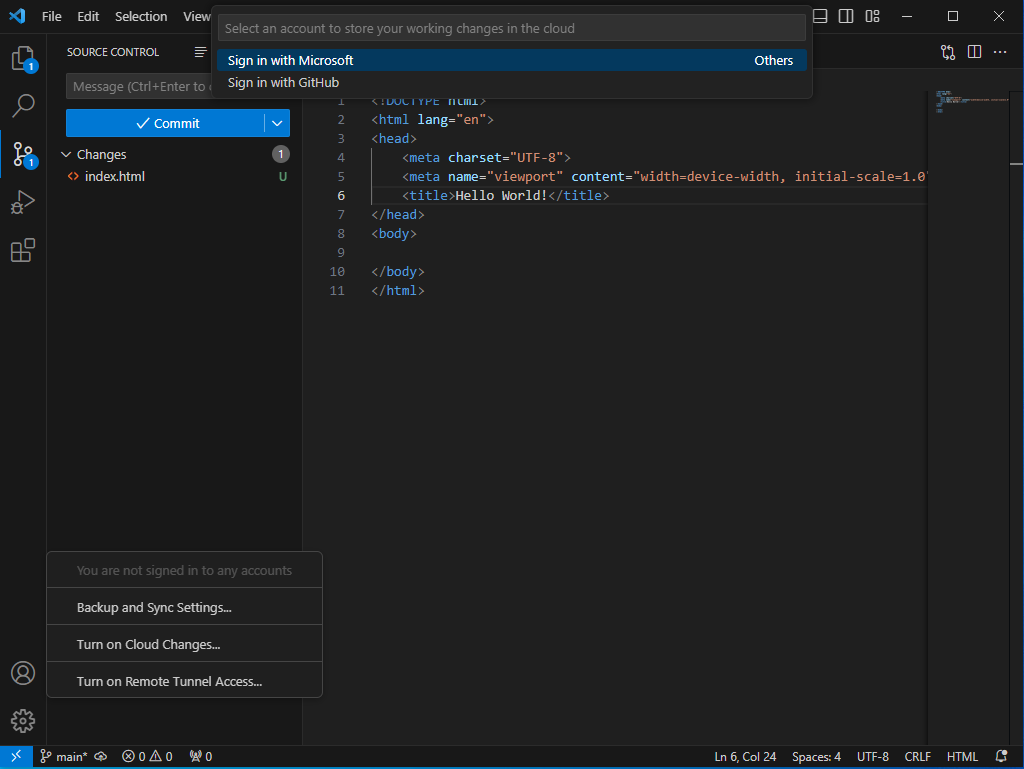 File Edit Selection View
Select an account to store your working changes in the cloud
Sign in with Microsoft Others
Sign in with GitHub
SOURCE CONTROL
Message (Ctrl+Enter to
Commit
Changes 1
index.html U
1
1
1 <!DOCTYPE html>
2 <html lang="en">
3 <head>
4 <meta charset="UTF-8">
5 <meta name="viewport" content="width=device-width, initial-scale=1.0"
6 <title>Hello World!</title>
7 </head>
8 <body>
9
10 </body>
11 </html>
You are not signed in to any accounts
Backup and Sync Settings...
Turn on Cloud Changes...
Turn on Remote Tunnel Access...
main* 0 0 0 Ln 6, Col 24 Spaces: 4 UTF-8 CRLF HTML